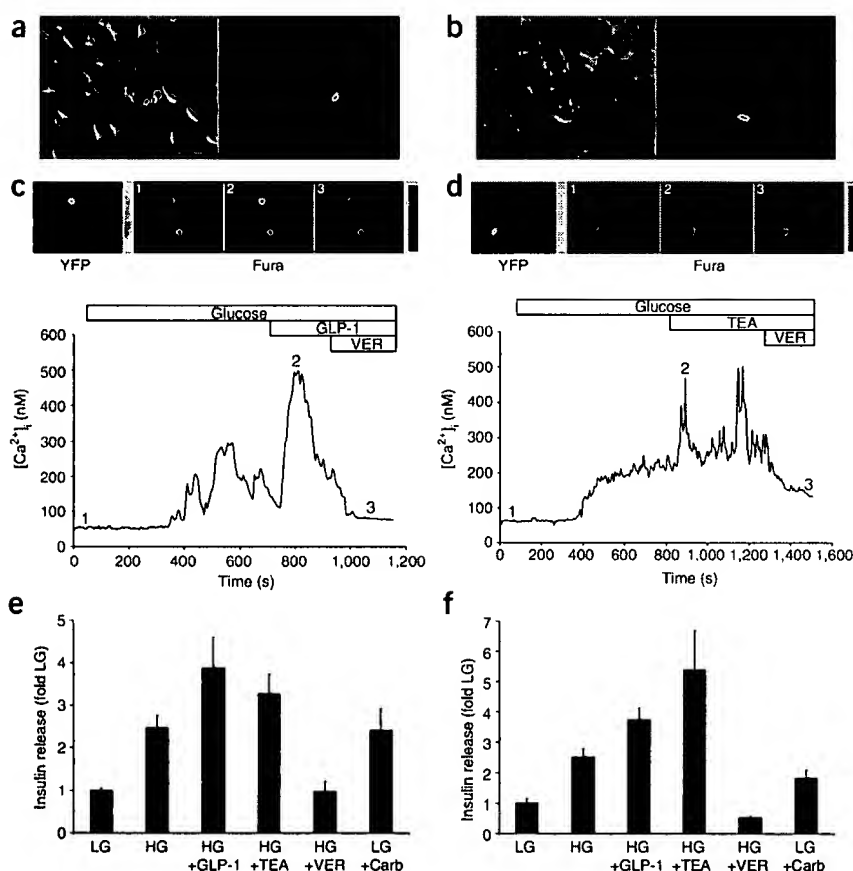 a
b
c
1 2 3
YFP
Fura
d
1 2 3
YFP
Fura
Glucose
GLP-1
VER
[Ca²⁺]ᵢ (nM)
600
500
400
300
200
100
0
1
2
3
0 200 400 600 800 1,000 1,200
Time (s)
Glucose
TEA
VER
[Ca²⁺]ᵢ (nM)
600
500
400
300
200
100
0
1
2
3
0 200 400 600 800 1,000 1,200 1,400 1,600
Time (s)
e
Insulin release (fold LG)
5
4
3
2
1
0
LG HG HG HG HG LG
+GLP-1 +TEA +VER +Carb
f
Insulin release (fold LG)
7
6
5
4
3
2
1
0
LG HG HG HG HG LG
+GLP-1 +TEA +VER +Carb